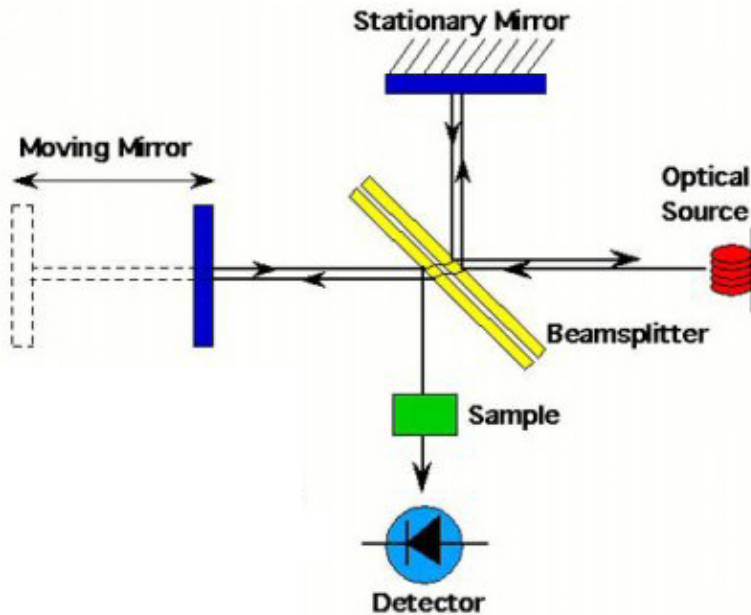 Stationary Mirror
Moving Mirror
Optical
Source
Beamsplitter
Sample
Detector